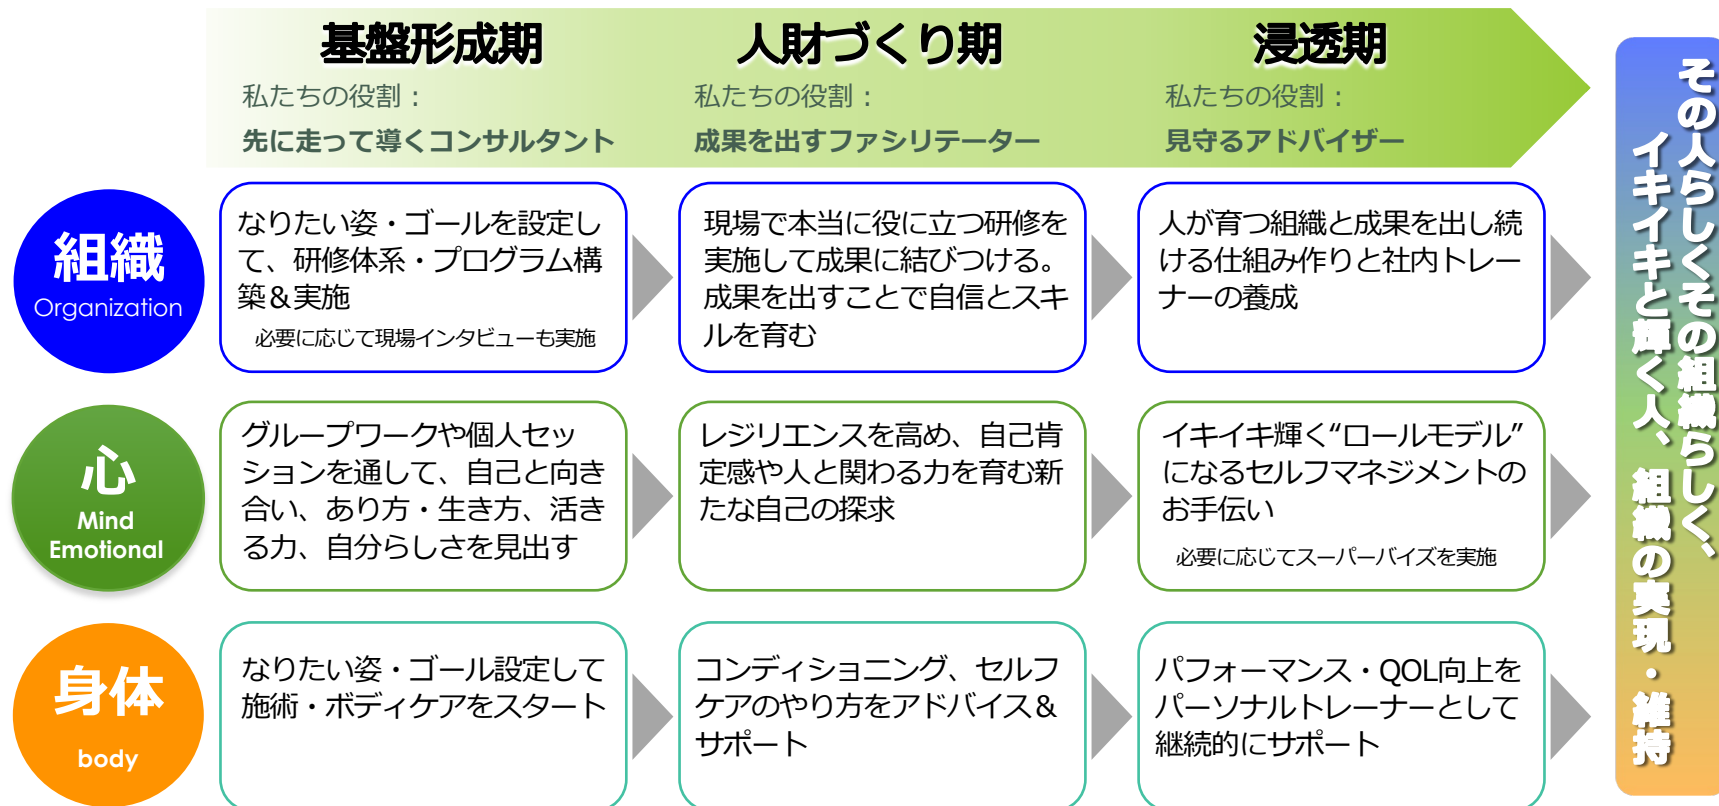 基盤形成期
私たちの役割：
先に走って導くコンサルタント
人財づくり期
私たちの役割：
成果を出すファシリテーター
浸透期
私たちの役割：
見守るアドバイザー
組織
Organization
なりたい姿・ゴールを設定し
て、研修体系・プログラム構
築＆実施
必要に応じて現場インタビューも実施
現場で本当に役に立つ研修を
実施して成果に結びつける。
成果を出すことで自信とスキ
ルを育む
人が育つ組織と成果を出し続
ける仕組み作りと社内トレー
ナーの養成
心
Mind
Emotional
グループワークや個人セッ
ションを通して、自己と向き
合い、あり方・生き方、活き
る力、自分らしさを見出す
レジリエンスを高め、自己肯
定感や人と関わる力を育む新
たな自己の探求
イキイキ輝く“ロールモデル”
になるセルフマネジメントの
お手伝い
必要に応じてスーパーバイズを実施
身体
body
なりたい姿・ゴール設定して
施術・ボディケアをスタート
コンディショニング、セルフ
ケアのやり方をアドバイス＆
サポート
パフォーマンス・QOL向上を
パーソナルトレーナーとして
継続的にサポート
その人らしくその組織らしく、
イキイキと輝く人、組織の実現・維持